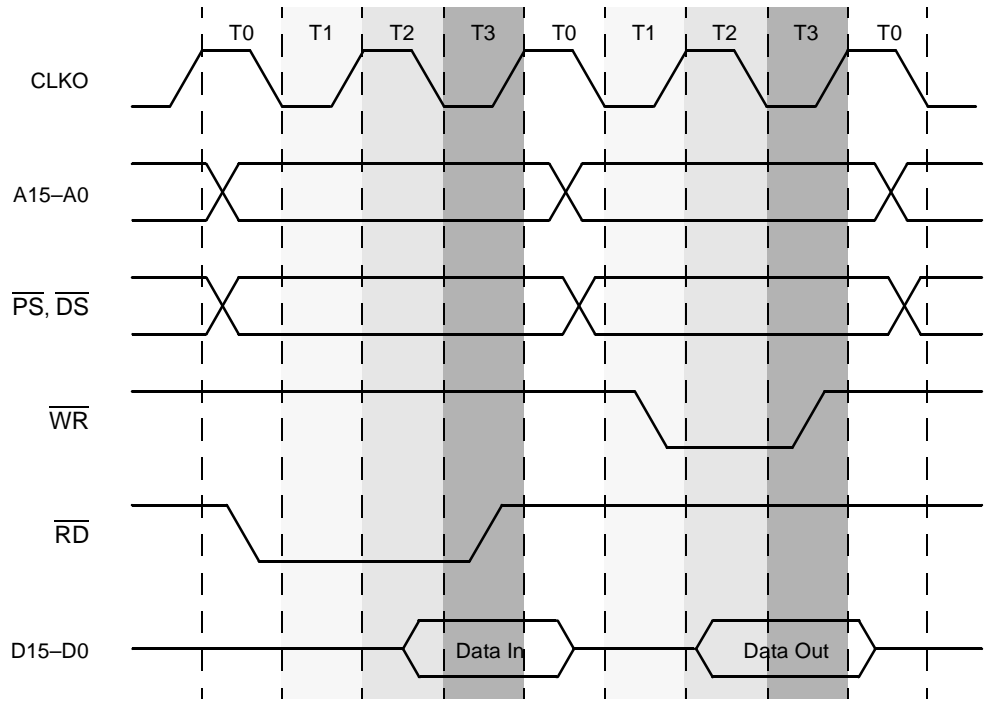 T0 T1 T2 T3 T0 T1 T2 T3 T0
CLKO
A15–A0
PS, DS
WR
RD
D15–D0 Data In Data Out